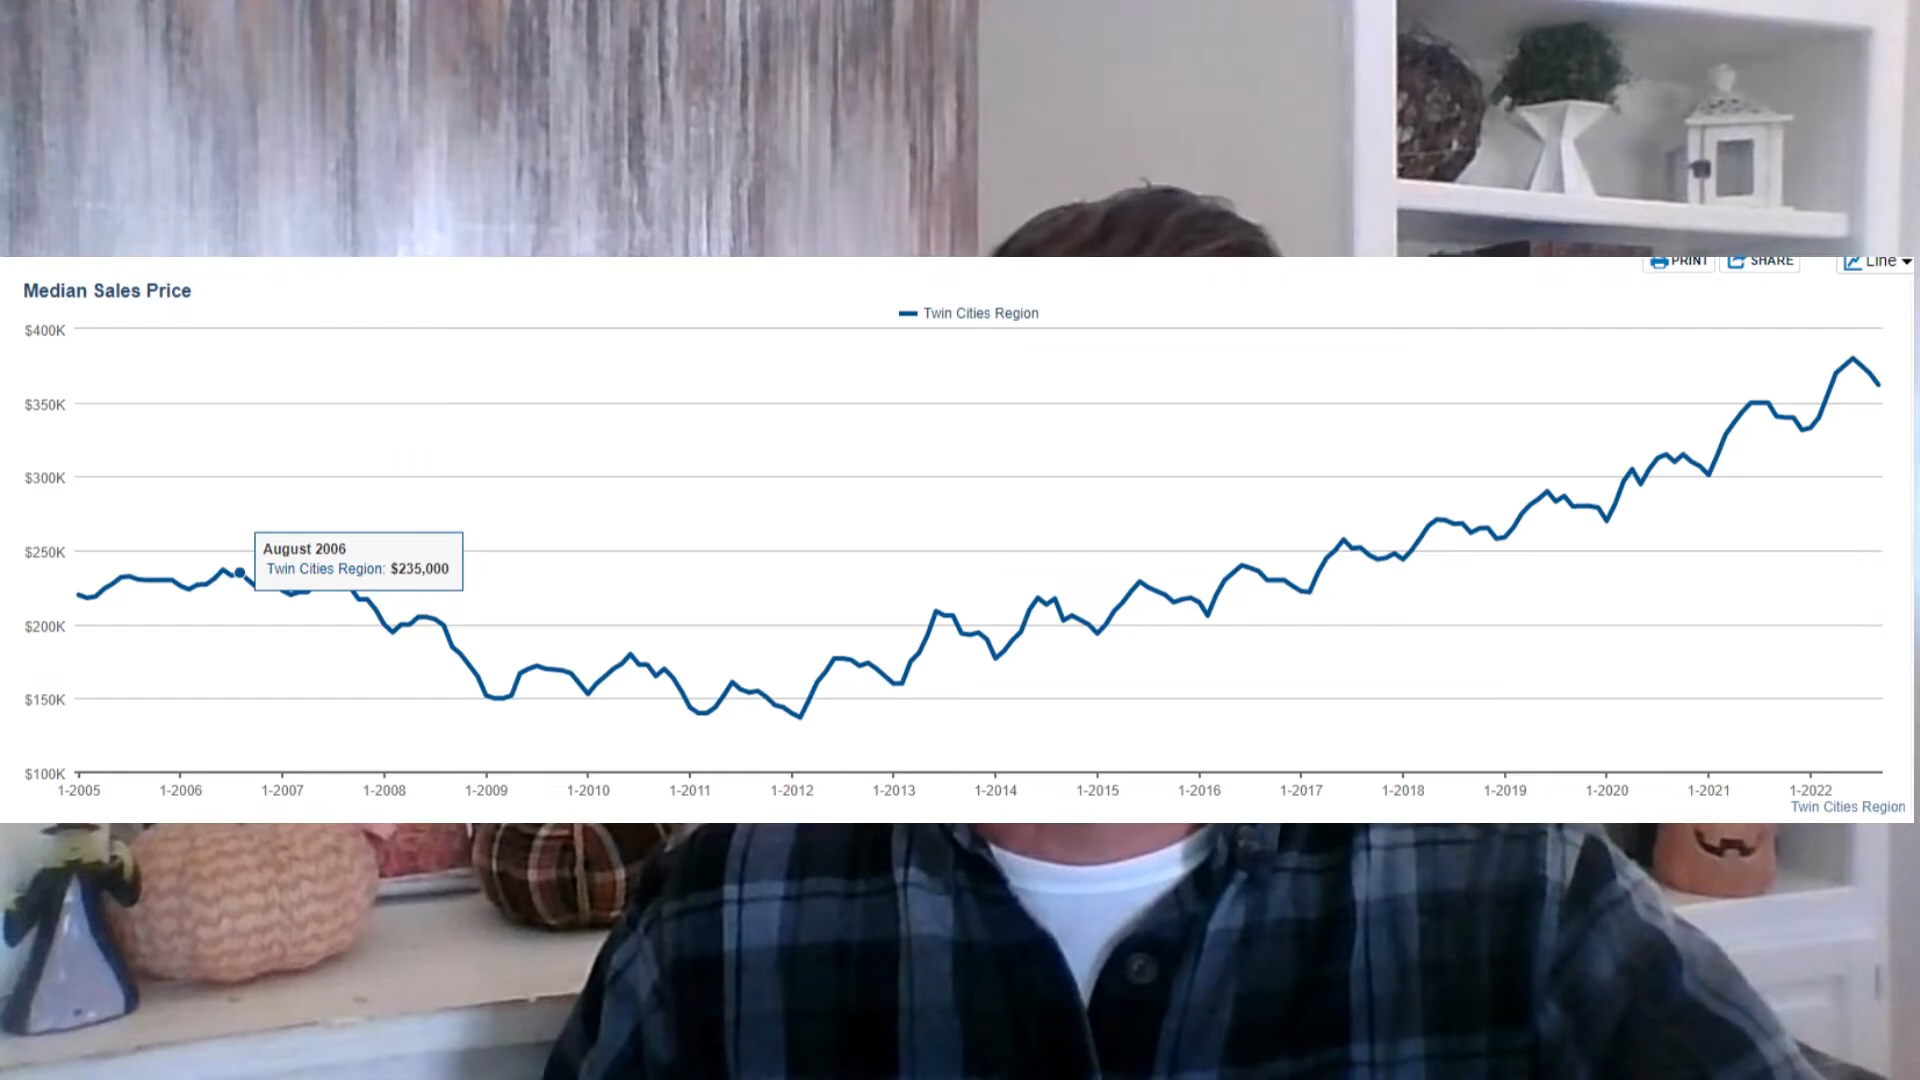 PRINT SHARE Line
Median Sales Price
Twin Cities Region
$400K
$350K
$300K
$250K
$200K
$150K
$100K
August 2006
Twin Cities Region: $235,000
1-2005 1-2006 1-2007 1-2008 1-2009 1-2010 1-2011 1-2012 1-2013 1-2014 1-2015 1-2016 1-2017 1-2018 1-2019 1-2020 1-2021 1-2022
Twin Cities Region